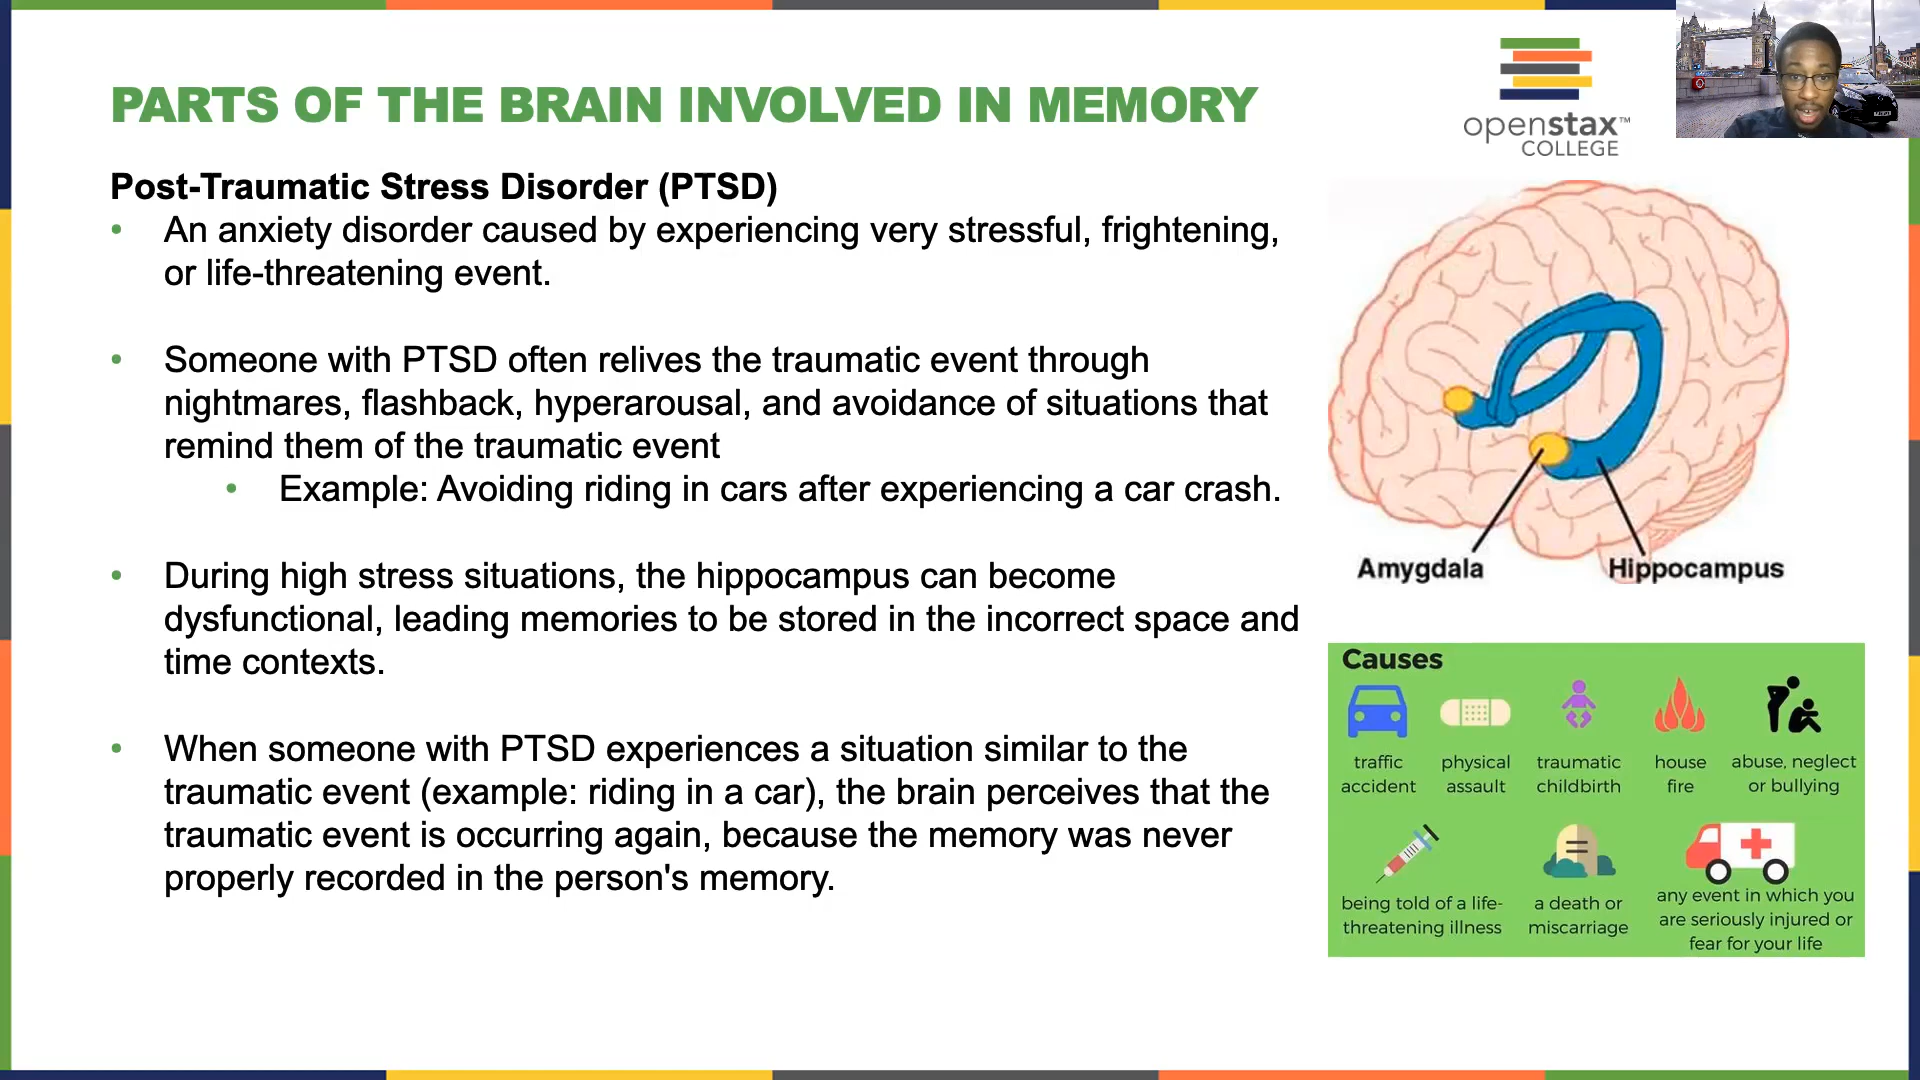 PARTS OF THE BRAIN INVOLVED IN MEMORY
openstax™
COLLEGE
Post-Traumatic Stress Disorder (PTSD)
• An anxiety disorder caused by experiencing very stressful, frightening,
or life-threatening event.
• Someone with PTSD often relives the traumatic event through
nightmares, flashback, hyperarousal, and avoidance of situations that
remind them of the traumatic event
• Example: Avoiding riding in cars after experiencing a car crash.
• During high stress situations, the hippocampus can become
dysfunctional, leading memories to be stored in the incorrect space and
time contexts.
• When someone with PTSD experiences a situation similar to the
traumatic event (example: riding in a car), the brain perceives that the
traumatic event is occurring again, because the memory was never
properly recorded in the person's memory.
Amygdala
Hippocampus
Causes
traffic
accident
physical
assault
traumatic
childbirth
house
fire
abuse, neglect
or bullying
being told of a life-
threatening illness
a death or
miscarriage
any event in which you
are seriously injured or
fear for your life